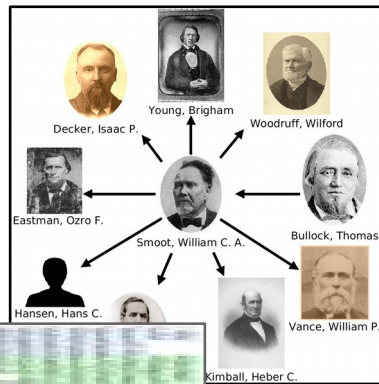 Young, Brigham
Decker, Isaac P.
Woodruff, Wilford
Eastman, Ozro F.
Smoot, William C. A.
Bullock, Thomas
Hansen, Hans C.
Vance, William P.
Kimball, Heber C.